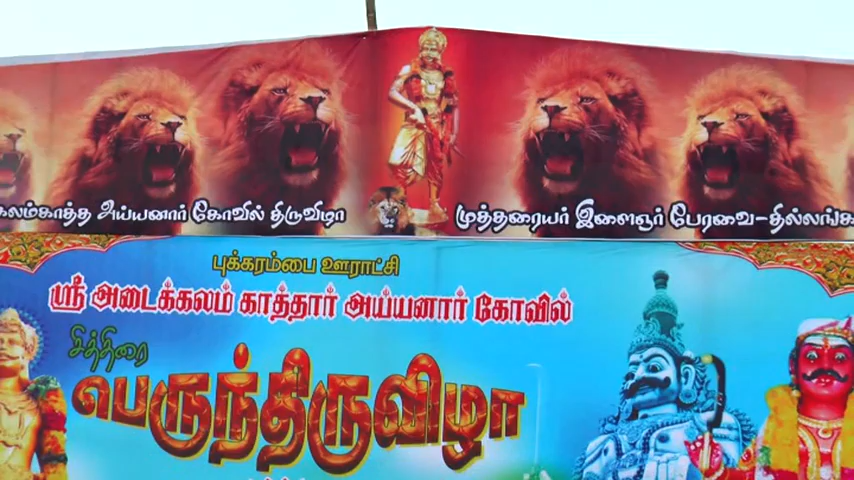 கலம்காத்த அய்யனார் கோவில் திருவிழா
முத்தரையர் இளைஞர் பேரவை-தில்லங்க
புக்கரம்பை ஊராட்சி
ஸ்ரீ அடைக்கலம் காத்தார் அய்யனார் கோவில்
சித்திரை
பெருந்திருவிழா